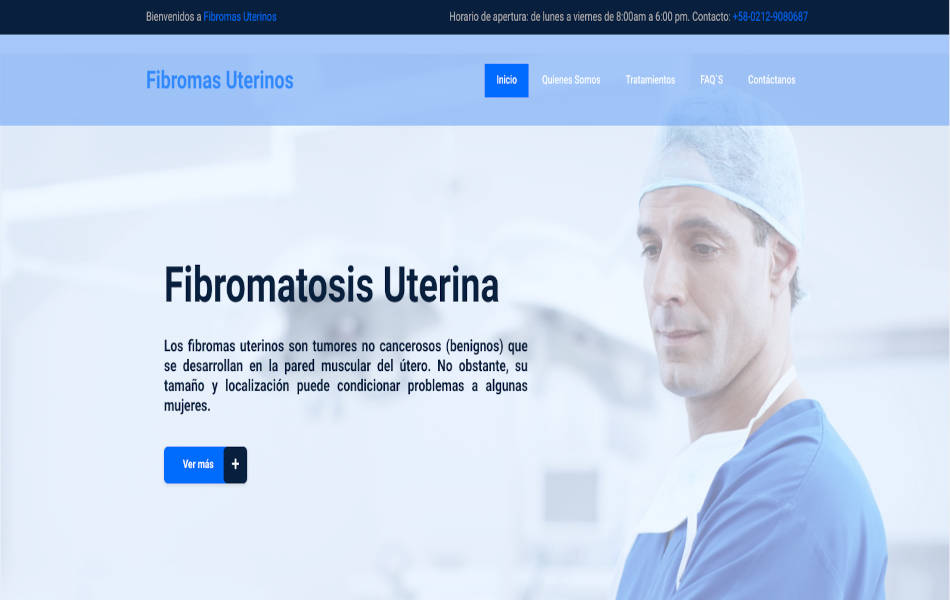 Bienvenidos a Fibromas Uterinos
Horario de apertura: de lunes a viernes de 8:00am a 6:00 pm. Contacto: +58-0212-9080687
Fibromas Uterinos
Inicio
Quienes Somos
Tratamientos
FAQ´S
Contáctanos
Fibromatosis Uterina
Los fibromas uterinos son tumores no cancerosos (benignos) que
se desarrollan en la pared muscular del útero. No obstante, su
tamaño y localización puede condicionar problemas a algunas
mujeres.
Ver más +